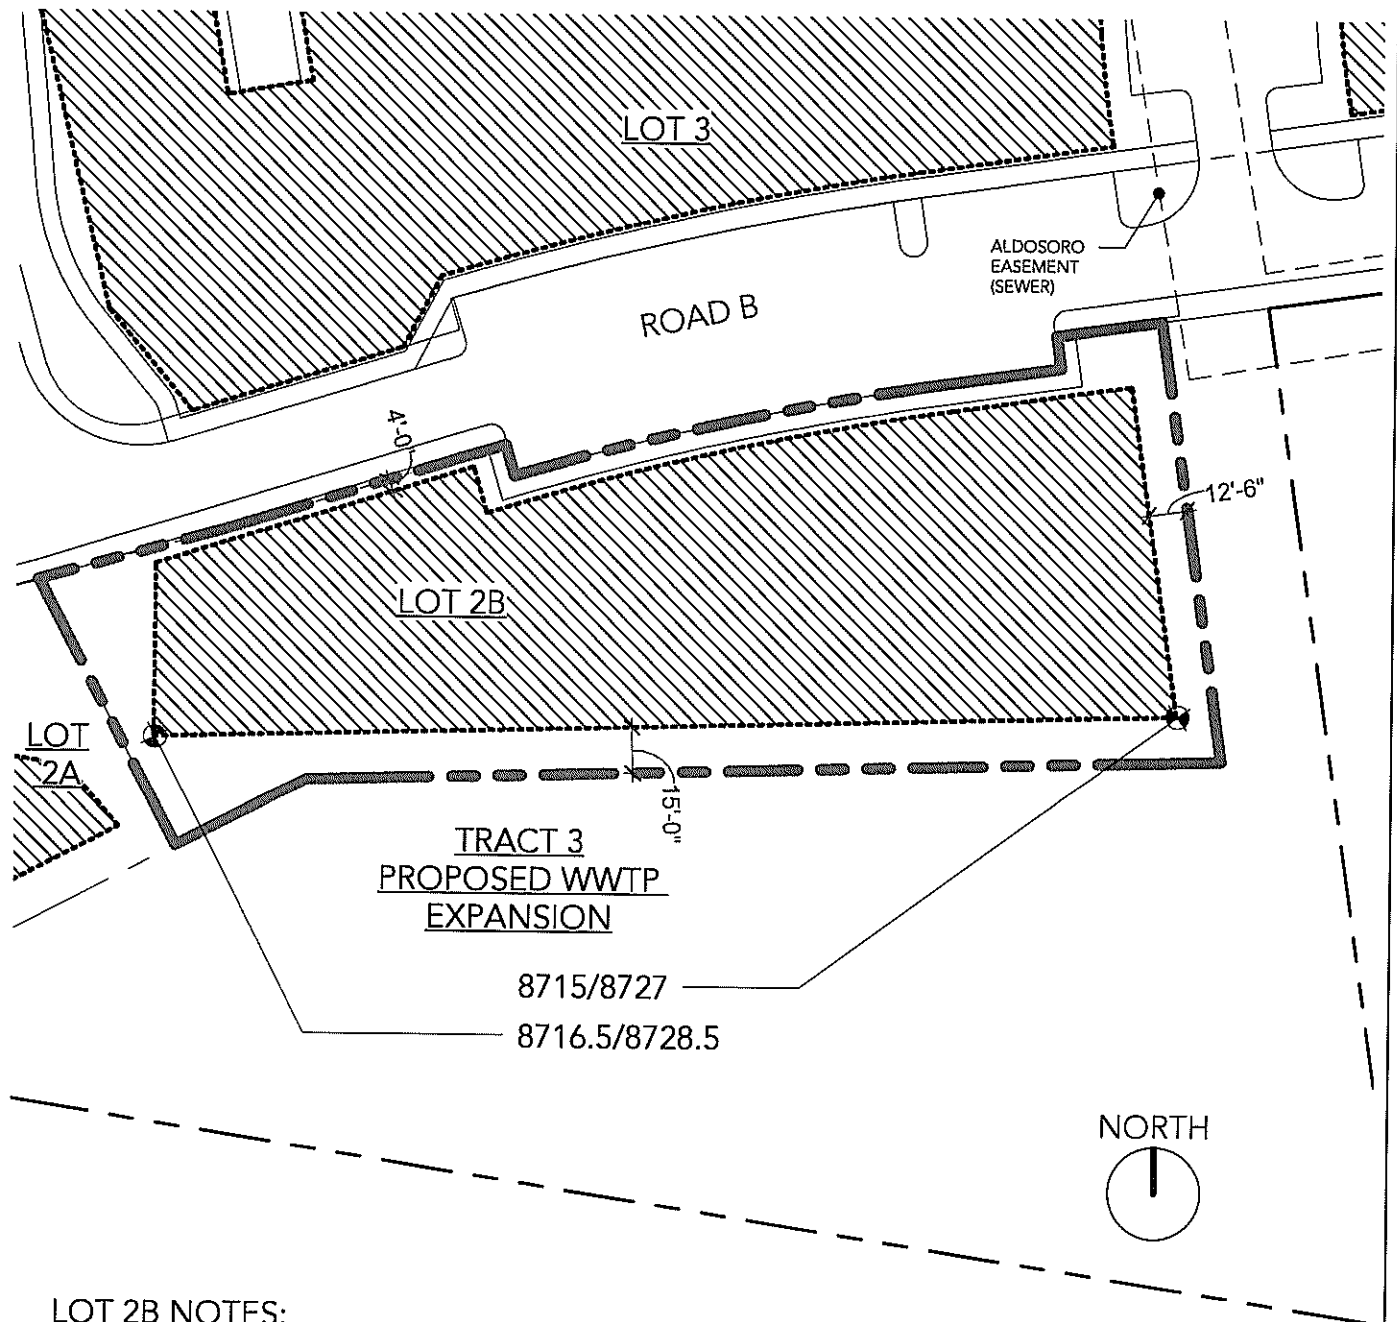 LOT 3
ALDOSORO
EASEMENT
(SEWER)
ROAD B
4'-0"
12'-6"
LOT 2B
LOT
2A
15'-0"
TRACT 3
PROPOSED WWTP
EXPANSION
8715/8727
8716.5/8728.5
NORTH
LOT 2B NOTES: